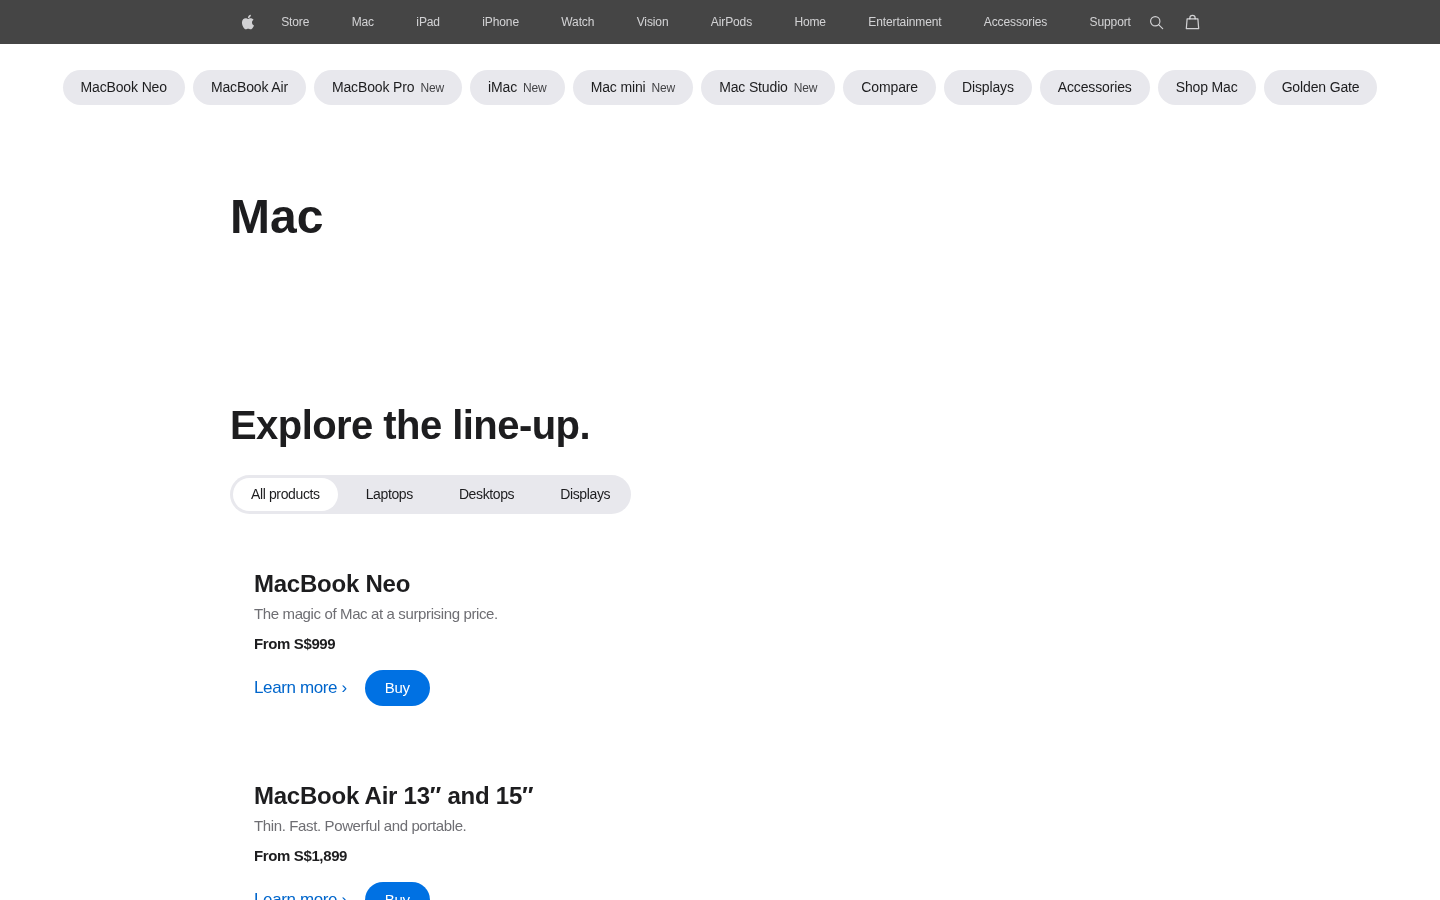 Store Mac iPad iPhone Watch Vision AirPods Home Entertainment Accessories Support
MacBook Neo MacBook Air MacBook Pro New iMac New Mac mini New Mac Studio New Compare Displays Accessories Shop Mac Golden Gate
Mac
Explore the line-up.
All products Laptops Desktops Displays
MacBook Neo
The magic of Mac at a surprising price.
From S$999
Learn more › Buy
MacBook Air 13″ and 15″
Thin. Fast. Powerful and portable.
From S$1,899
Learn more › Buy